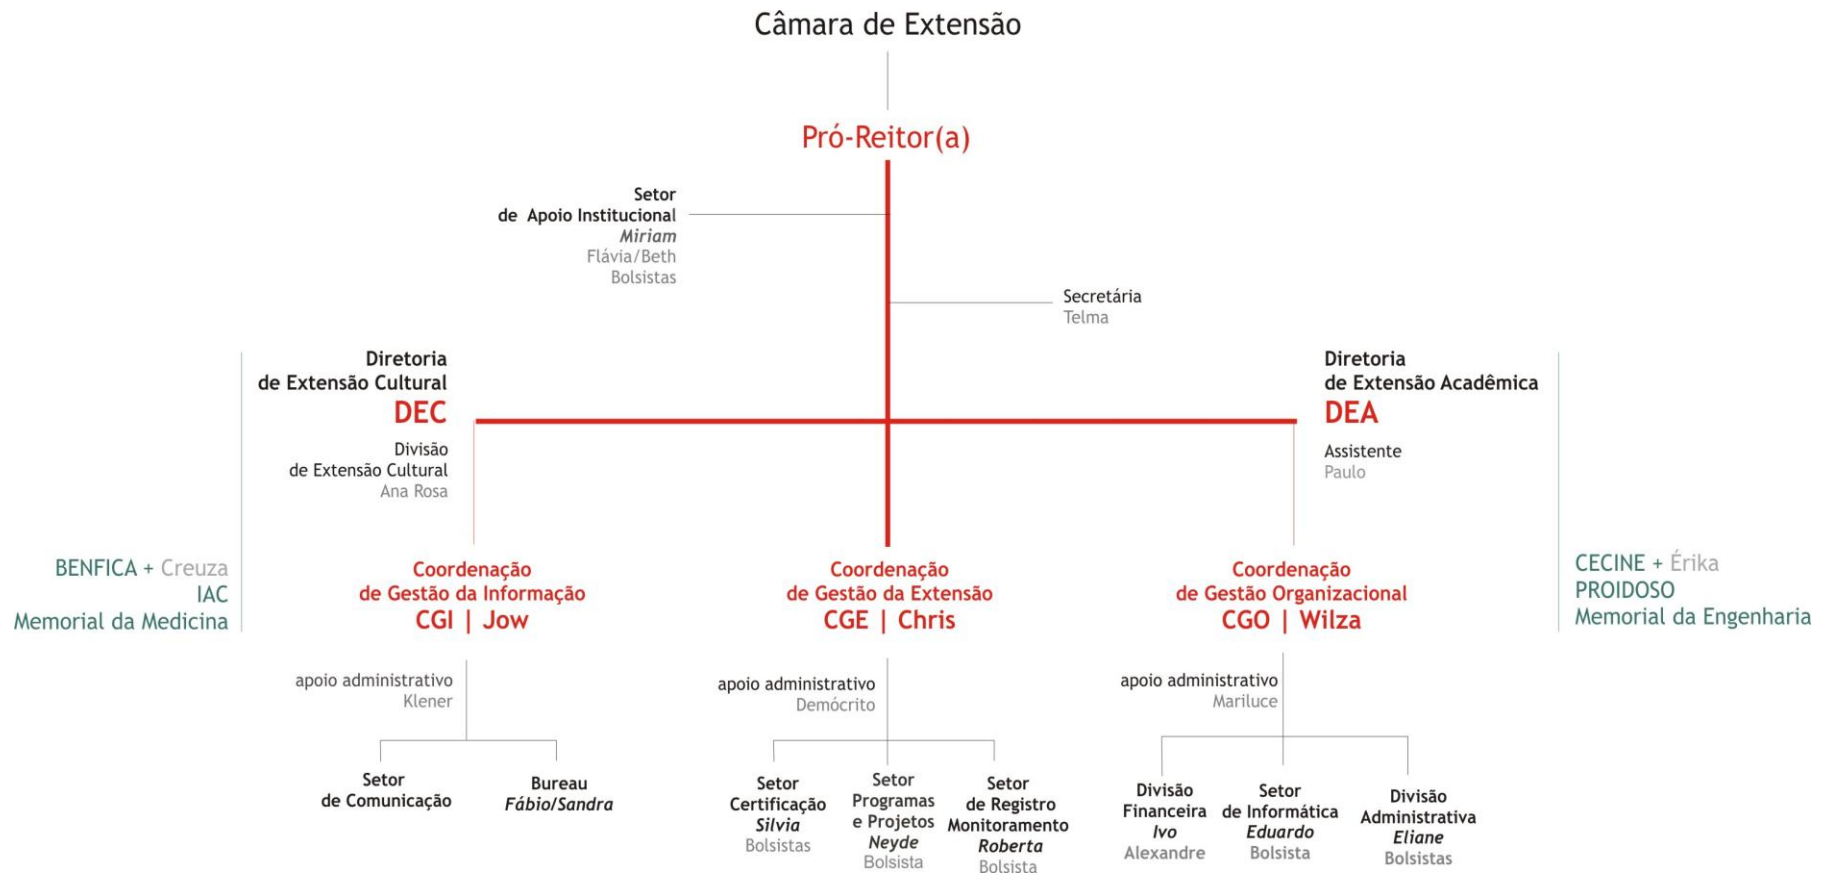 Câmara de Extensão
Pró-Reitor(a)
Setor
de Apoio Institucional
Miriam
Flávia/Beth
Bolsistas
Secretária
Telma
Diretoria
de Extensão Cultural
DEC
Divisão
de Extensão Cultural
Ana Rosa
Diretoria
de Extensão Acadêmica
DEA
Assistente
Paulo
BENFICA + Creuza
IAC
Memorial da Medicina
Coordenação
de Gestão da Informação
CGI | Jow
Coordenação
de Gestão da Extensão
CGE | Chris
Coordenação
de Gestão Organizacional
CGO | Wilza
CECINE + Érika
PROIDOSO
Memorial da Engenharia
apoio administrativo
Klener
apoio administrativo
Demócrito
apoio administrativo
Mariluce
Setor
de Comunicação
Bureau
Fábio/Sandra
Setor
Certificação
Silvia
Bolsistas
Setor
Programas
e Projetos
Neyde
Bolsista
Setor
de Registro
Monitoramento
Roberta
Bolsista
Divisão
Financeira
Ivo
Alexandre
Setor
de Informática
Eduardo
Bolsista
Divisão
Administrativa
Eliane
Bolsistas